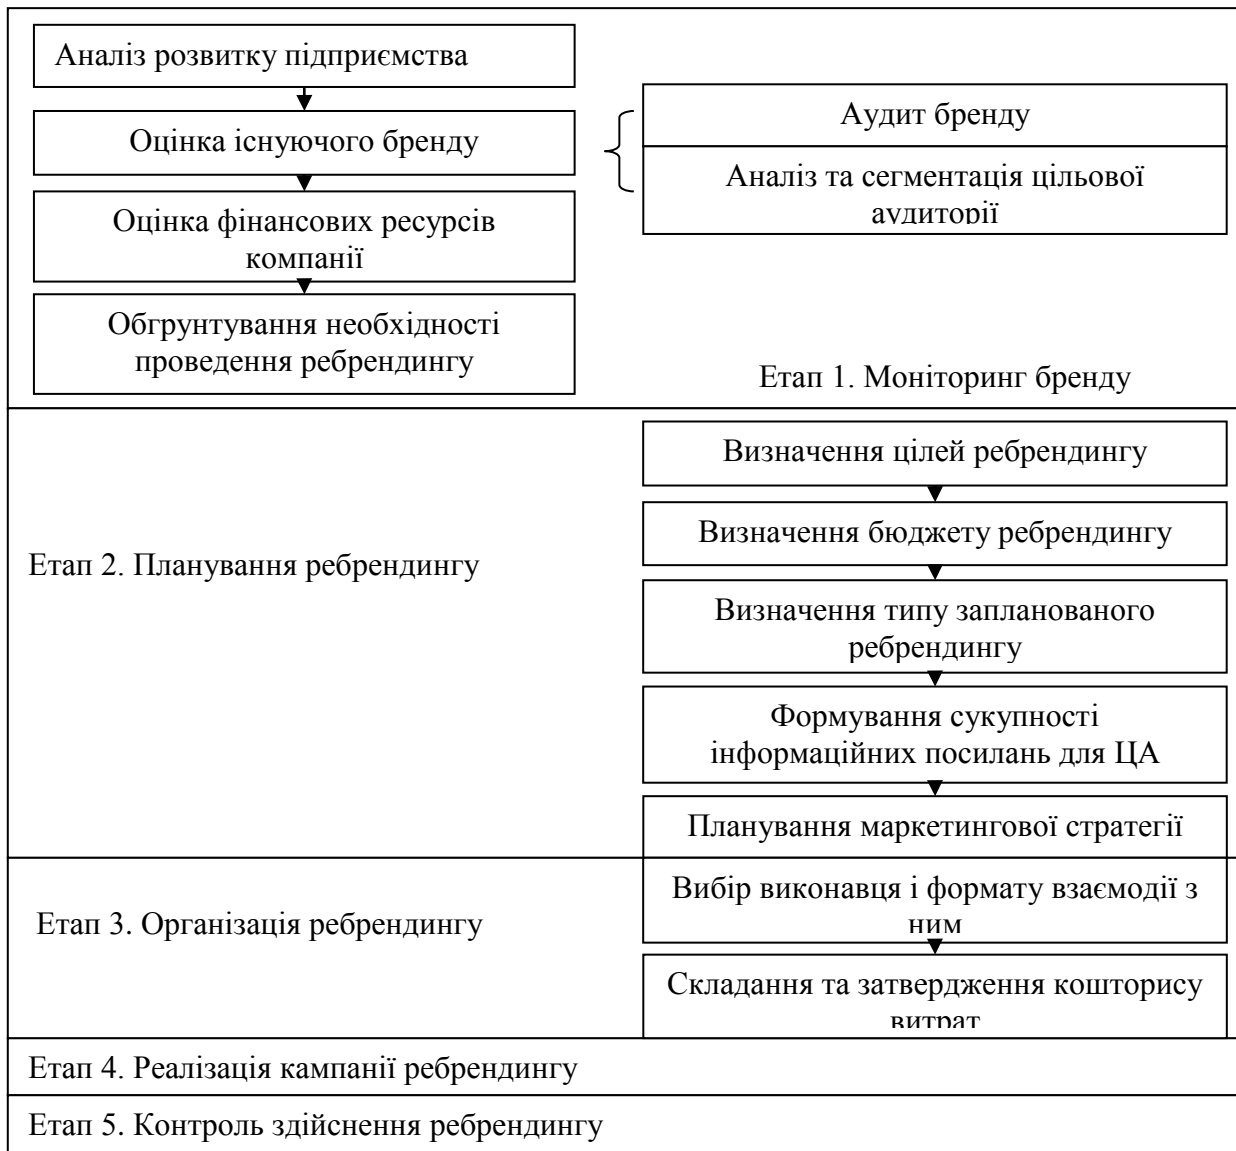 Аналіз розвитку підприємства
Оцінка існуючого бренду
Аудит бренду
Аналіз та сегментація цільової
аудиторії
Оцінка фінансових ресурсів
компанії
Обгрунтування необхідності
проведення ребрендингу
Етап 1. Моніторинг бренду
Етап 2. Планування ребрендингу
Визначення цілей ребрендингу
Визначення бюджету ребрендингу
Визначення типу запланованого
ребрендингу
Формування сукупності
інформаційних посилань для ЦА
Планування маркетингової стратегії
Етап 3. Організація ребрендингу
Вибір виконавця і формату взаємодії з
ним
Складання та затвердження кошторису
витрат
Етап 4. Реалізація кампанії ребрендингу
Етап 5. Контроль здійснення ребрендингу